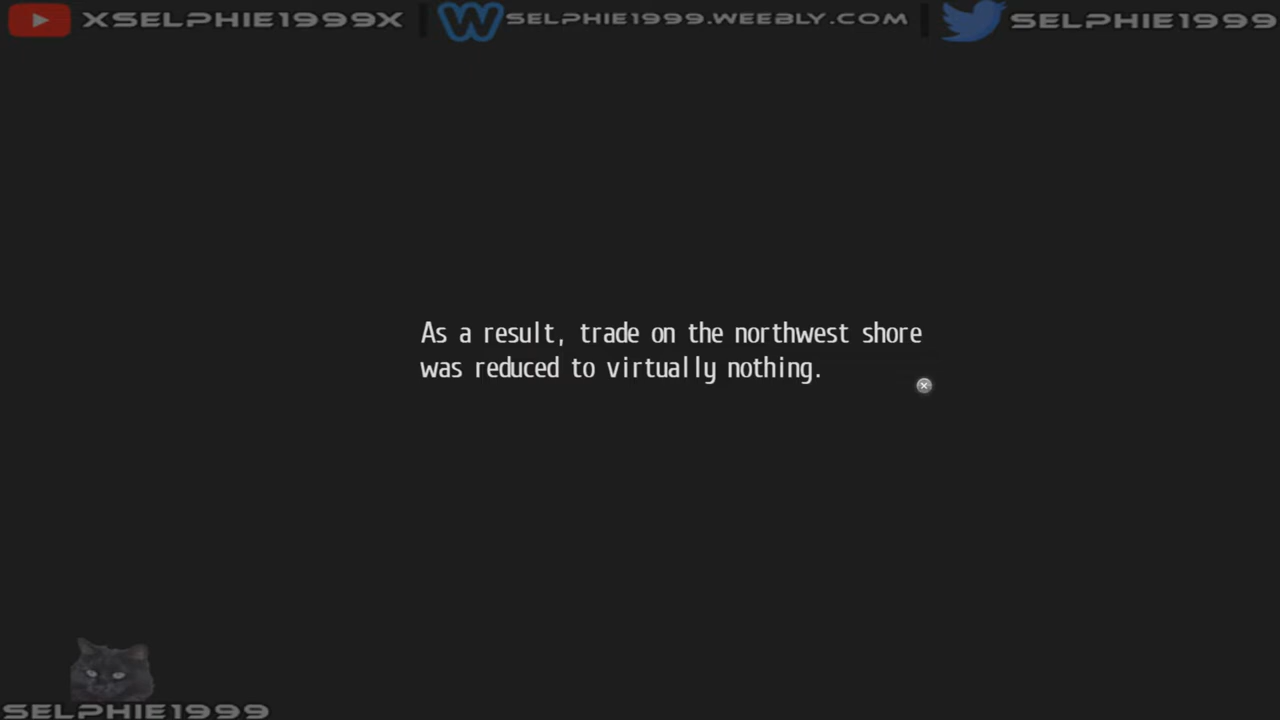 XSELPHIE1999X | SELPHIE1999.WEEBLY.COM | SELPHIE1999
As a result, trade on the northwest shore
was reduced to virtually nothing.
SELPHIE1999